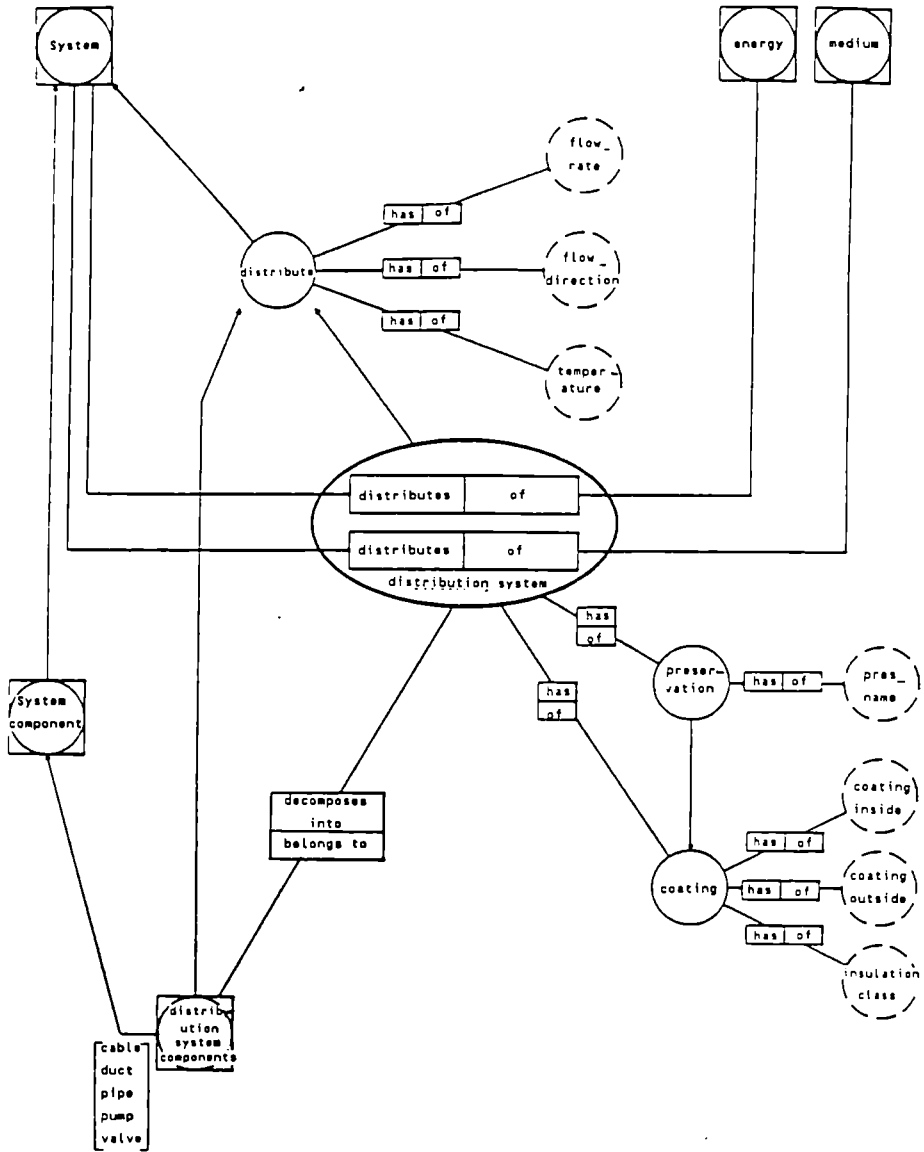 System
energy
medium
flow_
rate
has of
distribute
has of
flow_
direction
has of
temper-
ature
distributes of
distributes of
distribution system
has
of
preser-
vation
has of
pres_
name
has
of
System
component
coating
inside
decomposes
into
belongs to
has of
coating
has of
coating
outside
has of
insulation
class
distrib
ution
system
components
cable
duct
pipe
pump
valve